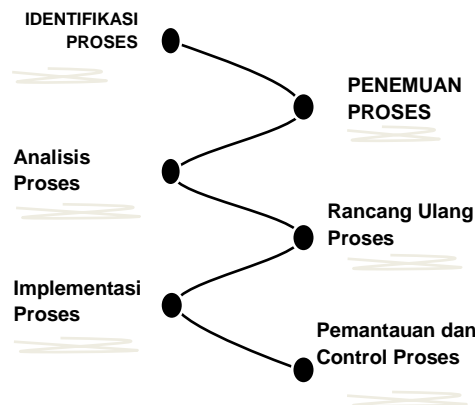 IDENTIFIKASI
PROSES
PENEMUAN
PROSES
Analisis
Proses
Rancang Ulang
Proses
Implementasi
Proses
Pemantauan dan
Control Proses